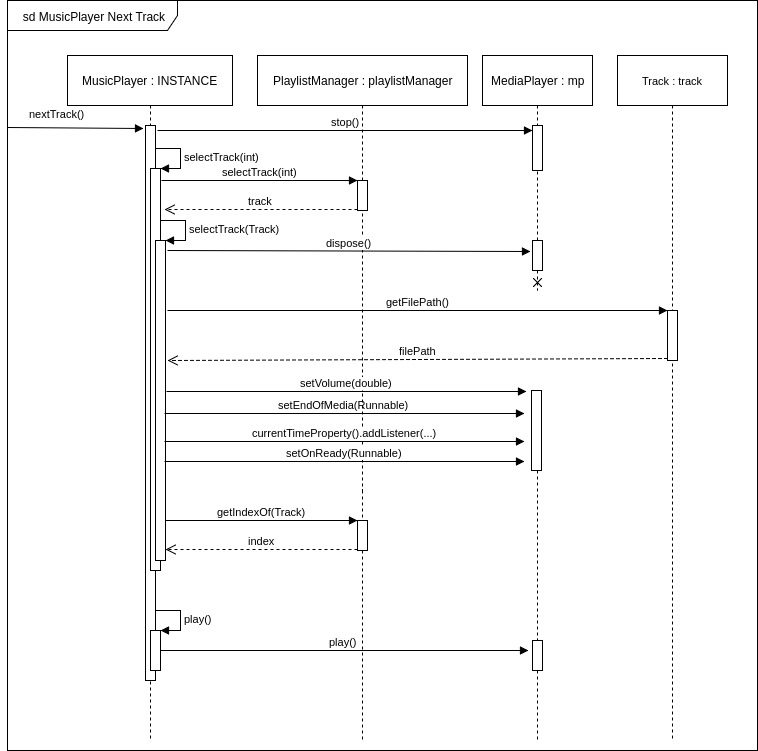 sd MusicPlayer Next Track
MusicPlayer : INSTANCE
PlaylistManager : playlistManager
MediaPlayer : mp
Track : track
nextTrack()
stop()
selectTrack(int)
selectTrack(int)
track
selectTrack(Track)
dispose()
getFilePath()
filePath
setVolume(double)
setEndOfMedia(Runnable)
currentTimeProperty().addListener(...)
setOnReady(Runnable)
getIndexOf(Track)
index
play()
play()